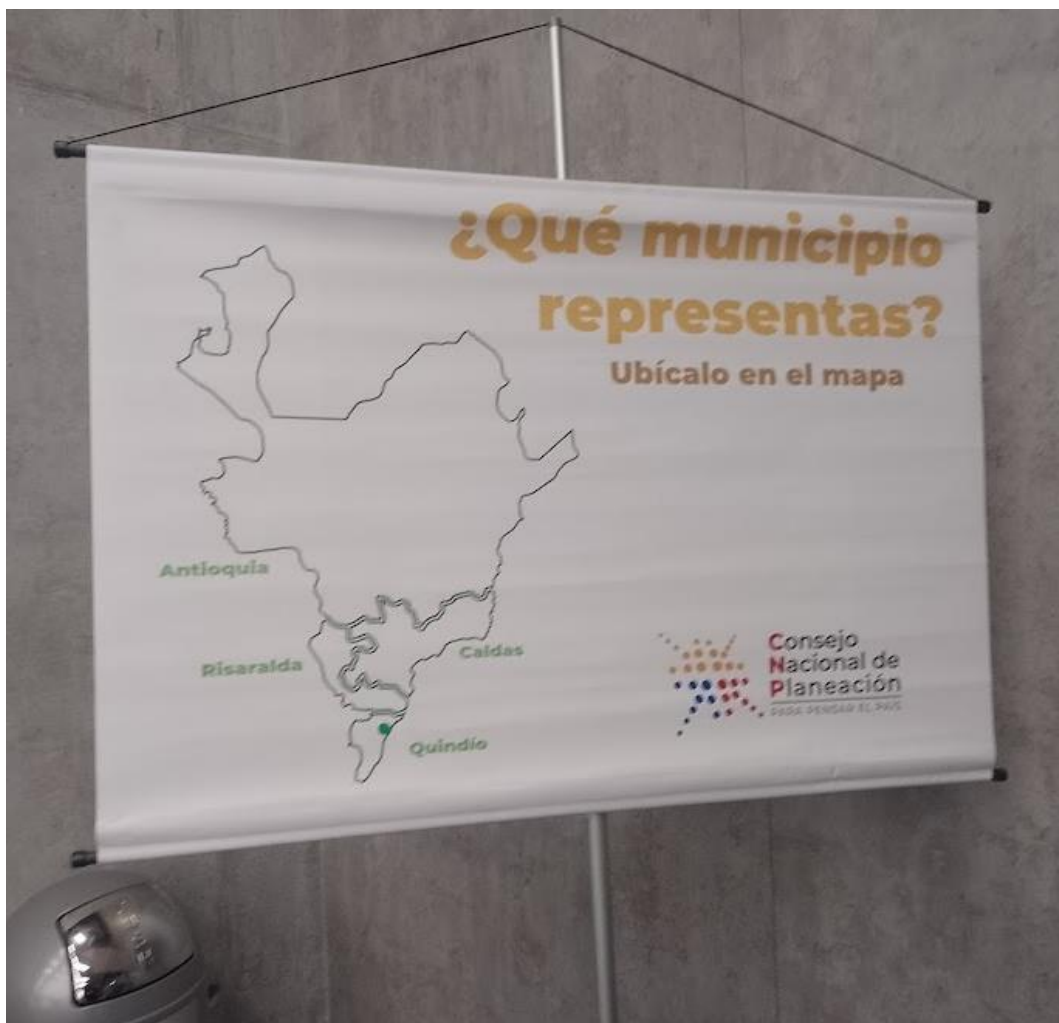 ¿Qué municipio
representas?
Ubícalo en el mapa
Antioquia
Risaralda
Caldas
Quindío
Consejo
Nacional de
Planeación
PARA PENSAR EL PAÍS